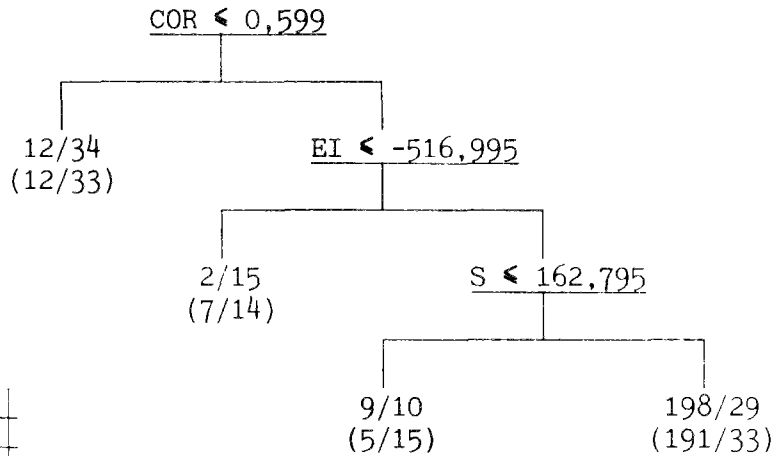 COR ≤ 0,599
12/34
(12/33)
EI ≤ -516,995
2/15
(7/14)
S ≤ 162,795
9/10
(5/15)
198/29
(191/33)